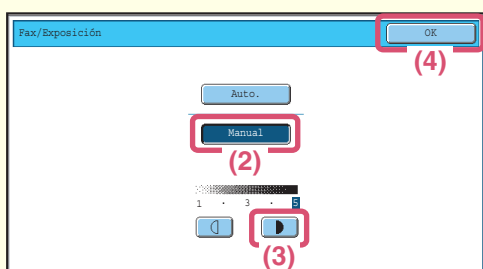 Fax/Exposición OK
(4)
Auto.
Manual
(2)
1 · 3 · 5
(3)